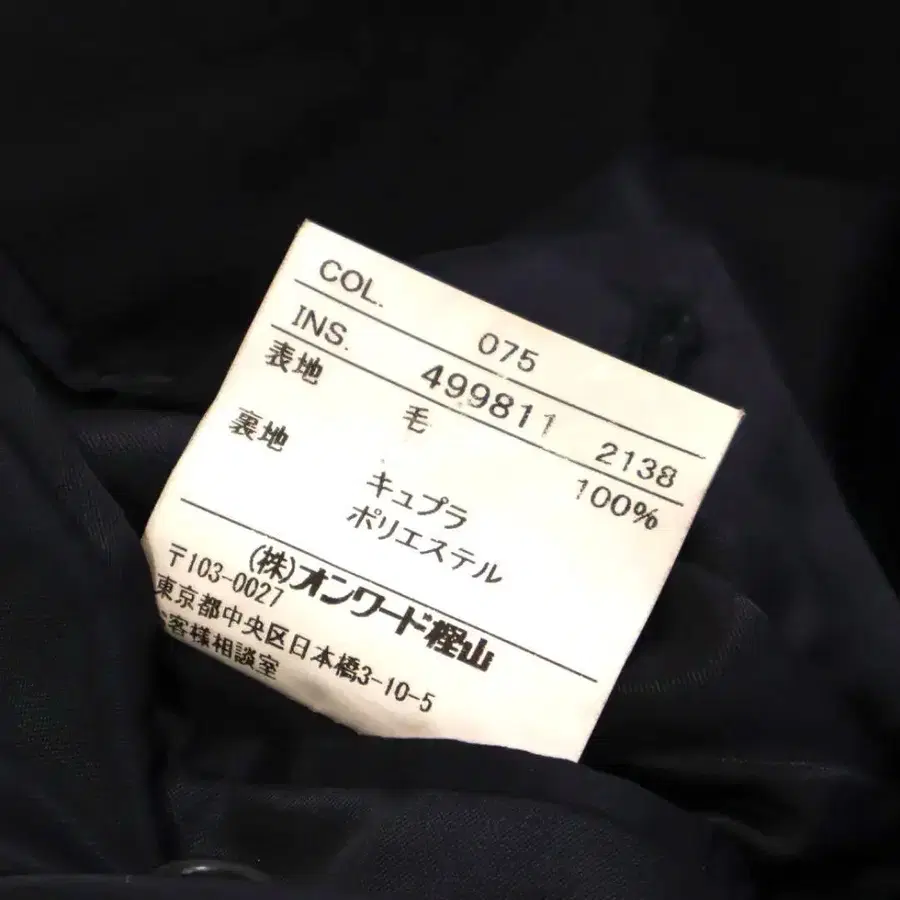 COL. 075
INS. 499811 2138
表地 毛 100%
裏地 キュプラ
ポリエステル
(株)オンワード樫山
〒103-0027
東京都中央区日本橋3-10-5
お客様相談室